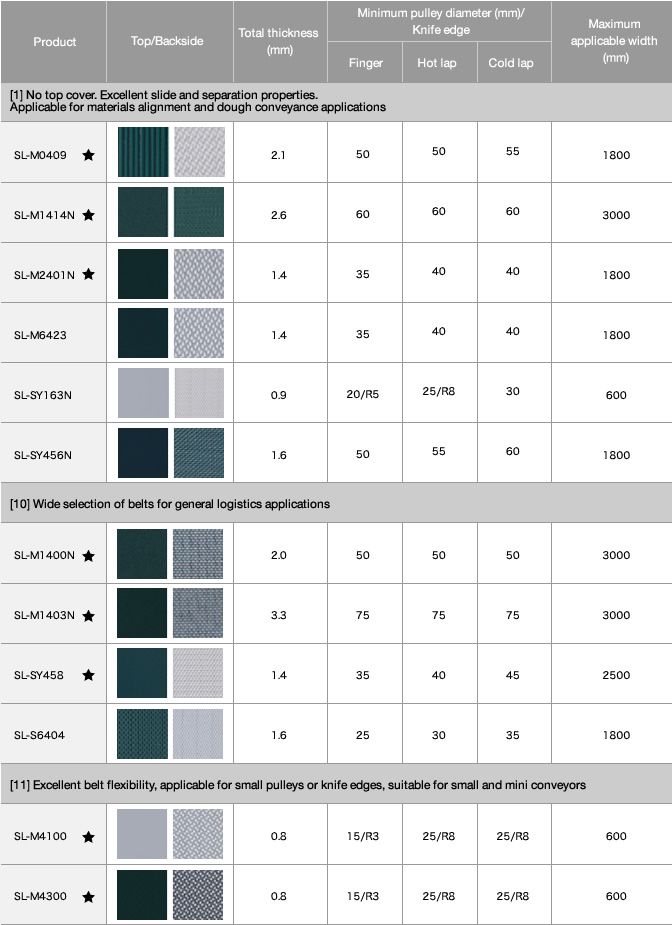 Product Top/Backside Total thickness (mm) Minimum pulley diameter (mm)/ Knife edge Maximum applicable width (mm)
Finger Hot lap Cold lap
[1] No top cover. Excellent slide and separation properties.
Applicable for materials alignment and dough conveyance applications
SL-M0409 ★ 2.1 50 50 55 1800
SL-M1414N ★ 2.6 60 60 60 3000
SL-M2401N ★ 1.4 35 40 40 1800
SL-M6423 1.4 35 40 40 1800
SL-SY163N 0.9 20/R5 25/R8 30 600
SL-SY456N 1.6 50 55 60 1800
[10] Wide selection of belts for general logistics applications
SL-M1400N ★ 2.0 50 50 50 3000
SL-M1403N ★ 3.3 75 75 75 3000
SL-SY458 ★ 1.4 35 40 45 2500
SL-S6404 1.6 25 30 35 1800
[11] Excellent belt flexibility, applicable for small pulleys or knife edges, suitable for small and mini conveyors
SL-M4100 ★ 0.8 15/R3 25/R8 25/R8 600
SL-M4300 ★ 0.8 15/R3 25/R8 25/R8 600